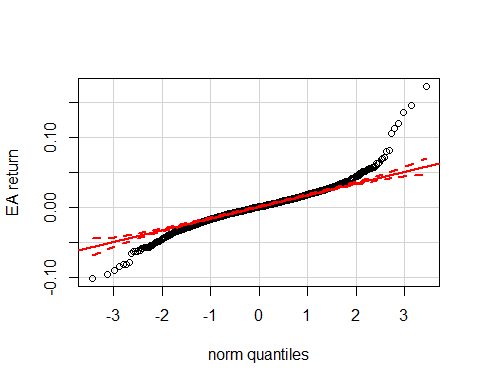 EA return
0.10
0.00
-0.10
-3 -2 -1 0 1 2 3
norm quantiles